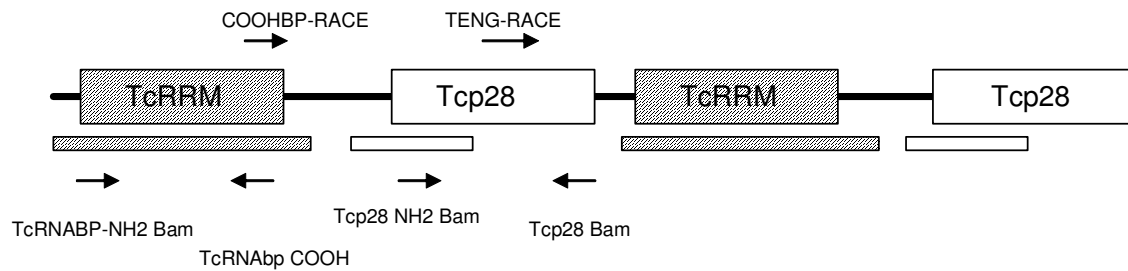 COOHBP-RACE TENG-RACE
TcRRM Tcp28 TcRRM Tcp28
TcRNABP-NH2 Bam Tcp28 NH2 Bam Tcp28 Bam
TcRNAbp COOH